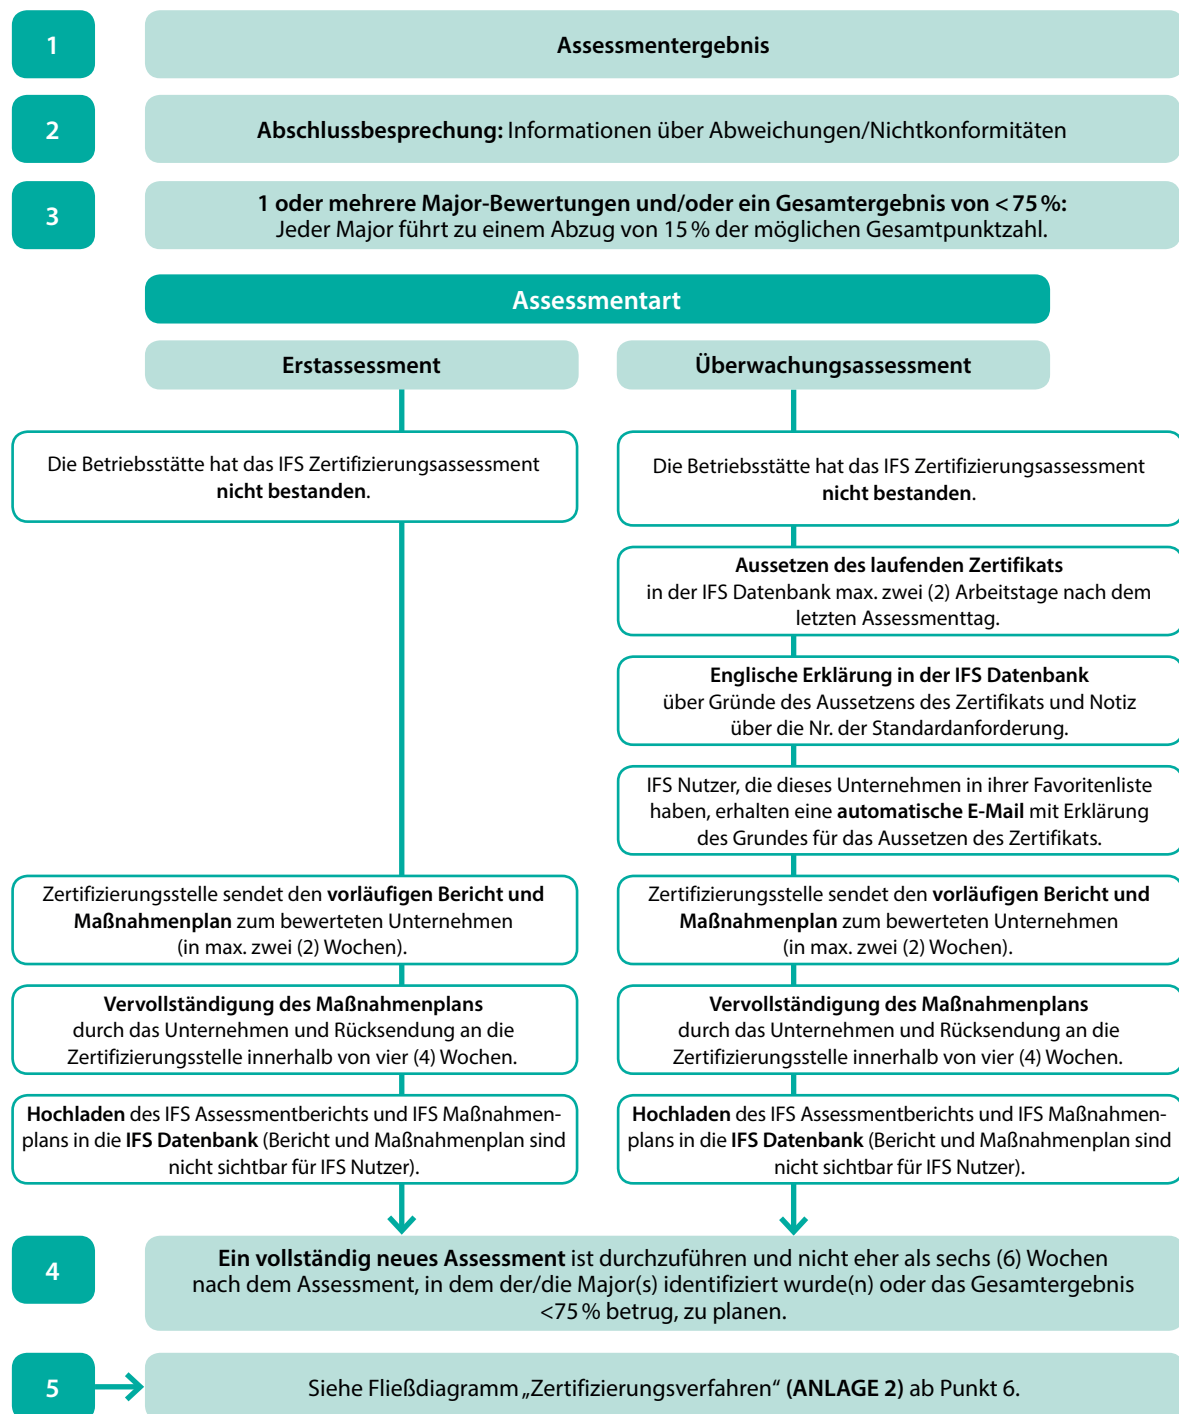 1
Assessmentergebnis
2
Abschlussbesprechung: Informationen über Abweichungen/Nichtkonformitäten
3
1 oder mehrere Major-Bewertungen und/oder ein Gesamtergebnis von < 75 %:
Jeder Major führt zu einem Abzug von 15 % der möglichen Gesamtpunktzahl.
Assessmentart
Erstassessment
Die Betriebsstätte hat das IFS Zertifizierungsassessment
nicht bestanden.
Zertifizierungsstelle sendet den vorläufigen Bericht und
Maßnahmenplan zum bewerteten Unternehmen
(in max. zwei (2) Wochen).
Vervollständigung des Maßnahmenplans
durch das Unternehmen und Rücksendung an die
Zertifizierungsstelle innerhalb von vier (4) Wochen.
Hochladen des IFS Assessmentberichts und IFS Maßnahmen-
plans in die IFS Datenbank (Bericht und Maßnahmenplan sind
nicht sichtbar für IFS Nutzer).
Überwachungsassessment
Die Betriebsstätte hat das IFS Zertifizierungsassessment
nicht bestanden.
Aussetzen des laufenden Zertifikats
in der IFS Datenbank max. zwei (2) Arbeitstage nach dem
letzten Assessmenttag.
Englische Erklärung in der IFS Datenbank
über Gründe des Aussetzens des Zertifikats und Notiz
über die Nr. der Standardanforderung.
IFS Nutzer, die dieses Unternehmen in ihrer Favoritenliste
haben, erhalten eine automatische E-Mail mit Erklärung
des Grundes für das Aussetzen des Zertifikats.
Zertifizierungsstelle sendet den vorläufigen Bericht und
Maßnahmenplan zum bewerteten Unternehmen
(in max. zwei (2) Wochen).
Vervollständigung des Maßnahmenplans
durch das Unternehmen und Rücksendung an die
Zertifizierungsstelle innerhalb von vier (4) Wochen.
Hochladen des IFS Assessmentberichts und IFS Maßnahmen-
plans in die IFS Datenbank (Bericht und Maßnahmenplan sind
nicht sichtbar für IFS Nutzer).
4
Ein vollständig neues Assessment ist durchzuführen und nicht eher als sechs (6) Wochen
nach dem Assessment, in dem der/die Major(s) identifiziert wurde(n) oder das Gesamtergebnis
<75 % betrug, zu planen.
5
Siehe Fließdiagramm „Zertifizierungsverfahren“ (ANLAGE 2) ab Punkt 6.